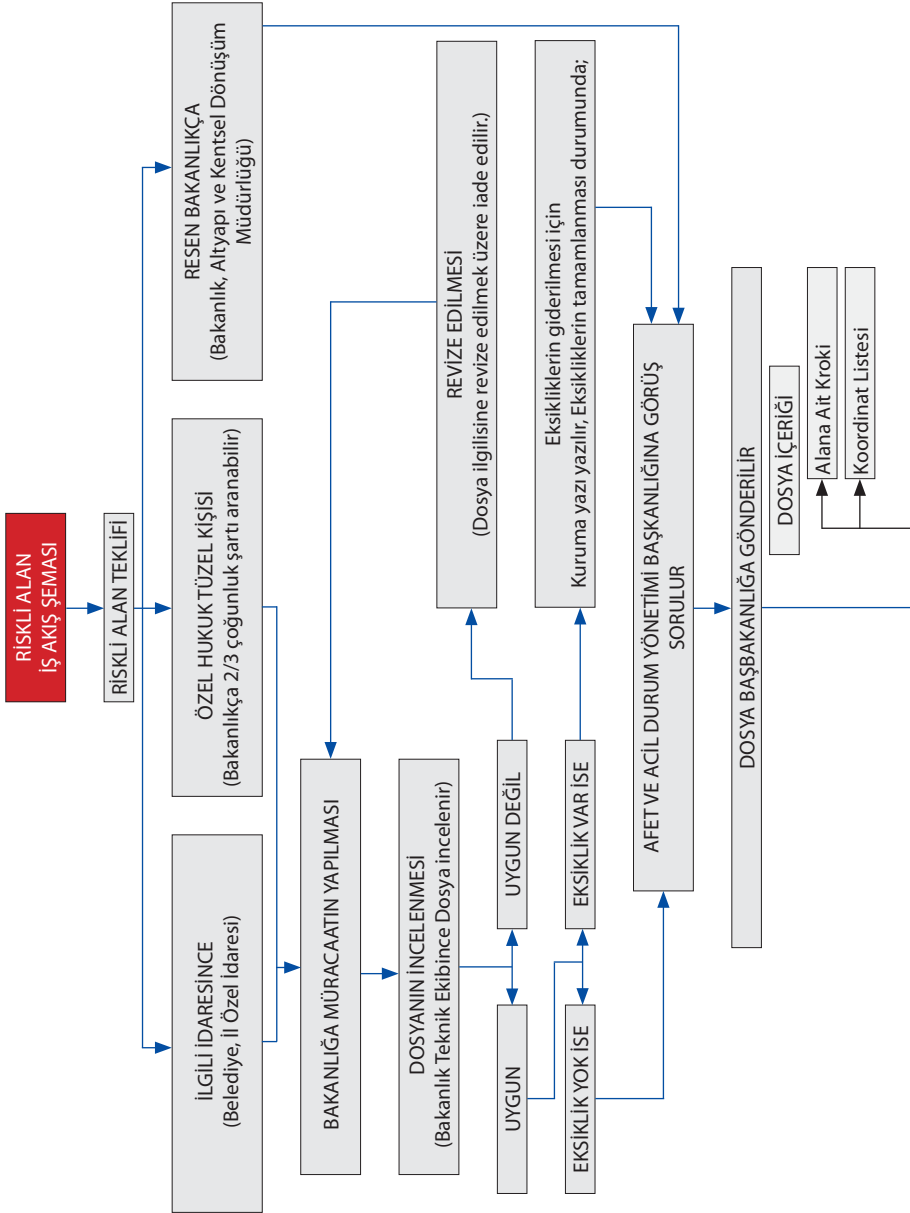 RİSKLİ ALAN
İŞ AKIŞ ŞEMASI
RİSKLİ ALAN TEKLİFİ
İLGİLİ İDARESİNCE
(Belediye, İl Özel İdaresi)
ÖZEL HUKUK TÜZEL KİŞİSİ
(Bakanlıkça 2/3 çoğunluk şartı aranabilir)
RESEN BAKANLIKÇA
(Bakanlık, Altyapı ve Kentsel Dönüşüm
Müdürlüğü)
BAKANLIĞA MÜRACAATIN YAPILMASI
DOSYANIN İNCELENMESİ
(Bakanlık Teknik Ekibince Dosya incelenir)
REVİZE EDİLMESİ
(Dosya ilgilisine revize edilmek üzere iade edilir.)
UYGUN
UYGUN DEĞİL
EKSİKLİK YOK İSE
EKSİKLİK VAR İSE
Eksikliklerin giderilmesi için
Kuruma yazı yazılır, Eksikliklerin tamamlanması durumunda;
AFET VE ACİL DURUM YÖNETİMİ BAŞKANLIĞINA GÖRÜŞ
SORULUR
DOSYA BAŞBAKANLIĞA GÖNDERİLİR
DOSYA İÇERİĞİ
Alana Ait Kroki
Koordinat Listesi